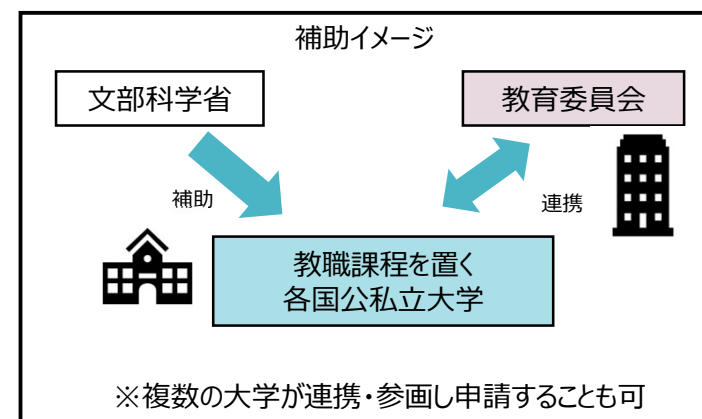 補助イメージ
文部科学省
教育委員会
補助
連携
教職課程を置く
各国公私立大学
※複数の大学が連携・参画し申請することも可